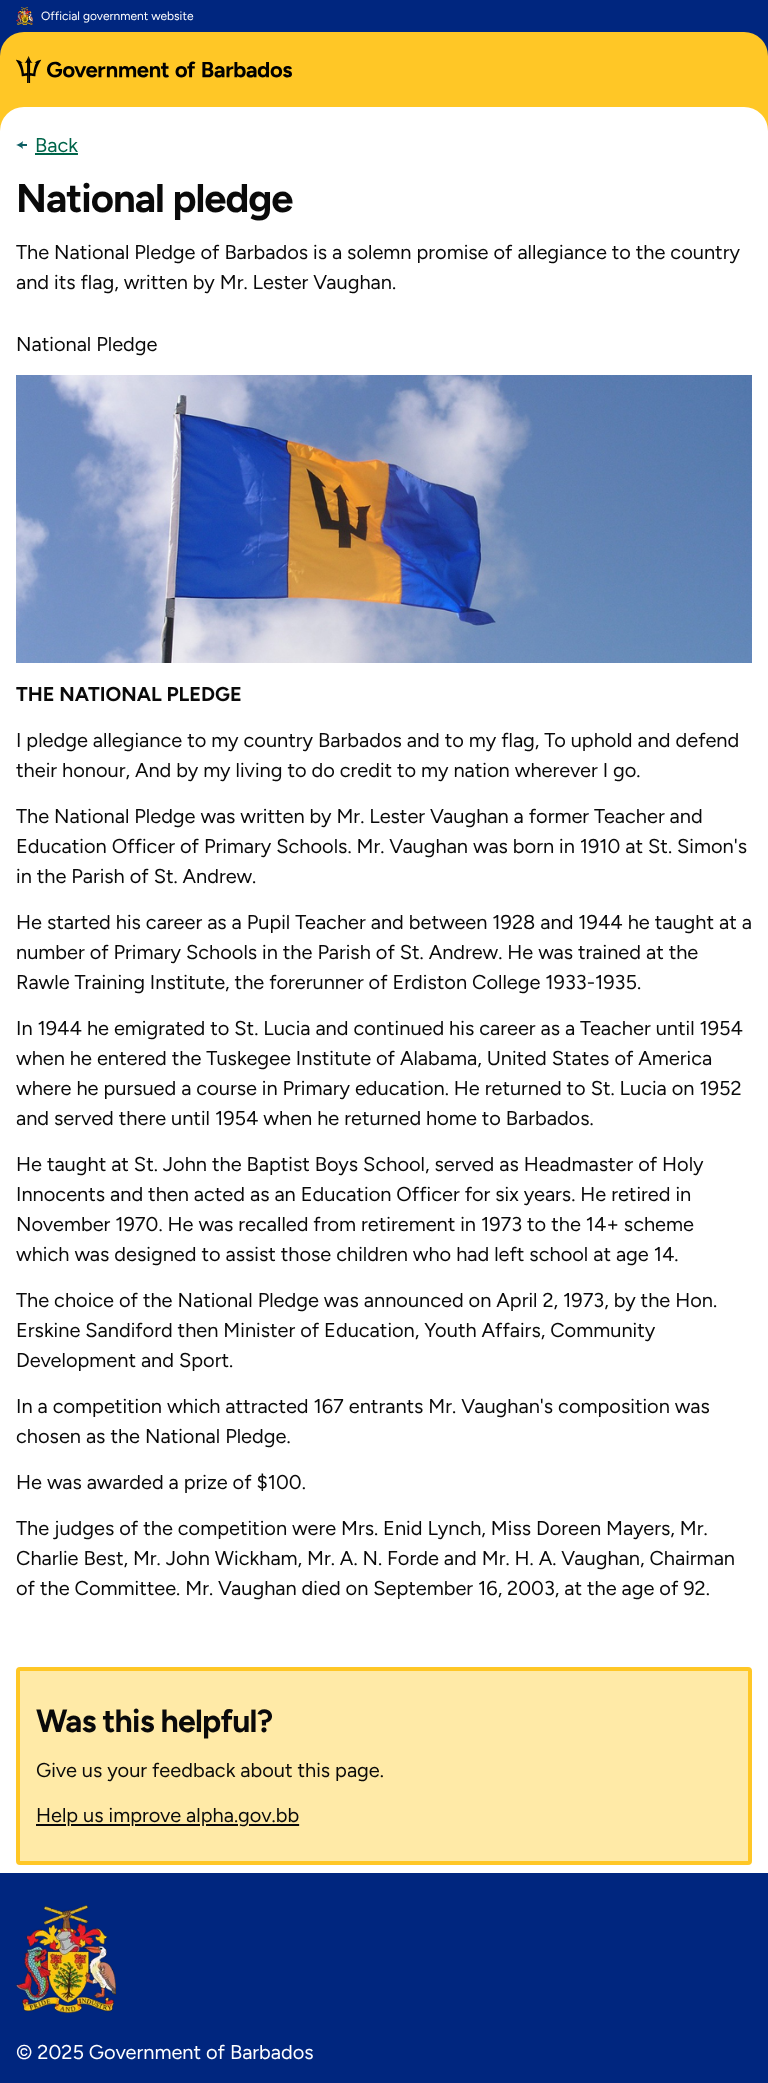 Official government website
Government of Barbados
Back
National pledge
The National Pledge of Barbados is a solemn promise of allegiance to the country
and its flag, written by Mr. Lester Vaughan.
National Pledge
THE NATIONAL PLEDGE
I pledge allegiance to my country Barbados and to my flag, To uphold and defend
their honour, And by my living to do credit to my nation wherever I go.
The National Pledge was written by Mr. Lester Vaughan a former Teacher and
Education Officer of Primary Schools. Mr. Vaughan was born in 1910 at St. Simon's
in the Parish of St. Andrew.
He started his career as a Pupil Teacher and between 1928 and 1944 he taught at a
number of Primary Schools in the Parish of St. Andrew. He was trained at the
Rawle Training Institute, the forerunner of Erdiston College 1933-1935.
In 1944 he emigrated to St. Lucia and continued his career as a Teacher until 1954
when he entered the Tuskegee Institute of Alabama, United States of America
where he pursued a course in Primary education. He returned to St. Lucia on 1952
and served there until 1954 when he returned home to Barbados.
He taught at St. John the Baptist Boys School, served as Headmaster of Holy
Innocents and then acted as an Education Officer for six years. He retired in
November 1970. He was recalled from retirement in 1973 to the 14+ scheme
which was designed to assist those children who had left school at age 14.
The choice of the National Pledge was announced on April 2, 1973, by the Hon.
Erskine Sandiford then Minister of Education, Youth Affairs, Community
Development and Sport.
In a competition which attracted 167 entrants Mr. Vaughan's composition was
chosen as the National Pledge.
He was awarded a prize of $100.
The judges of the competition were Mrs. Enid Lynch, Miss Doreen Mayers, Mr.
Charlie Best, Mr. John Wickham, Mr. A. N. Forde and Mr. H. A. Vaughan, Chairman
of the Committee. Mr. Vaughan died on September 16, 2003, at the age of 92.
Was this helpful?
Give us your feedback about this page.
Help us improve alpha.gov.bb
PRIDE AND INDUSTRY
© 2025 Government of Barbados